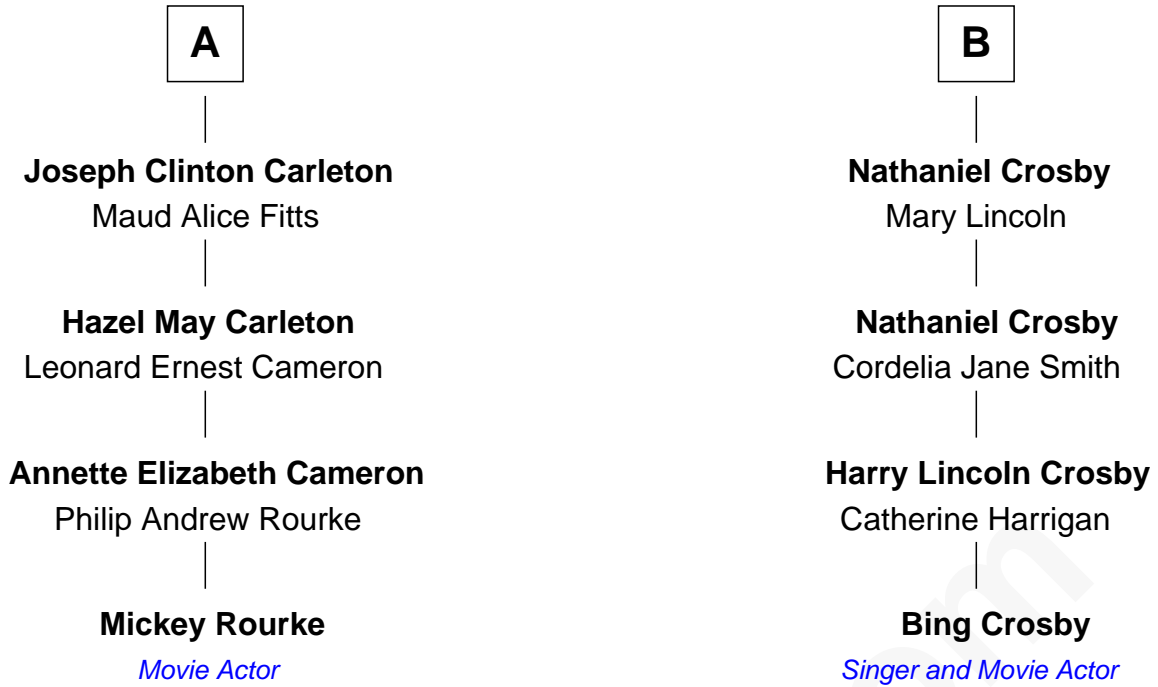 A
Joseph Clinton Carleton
Maud Alice Fitts
Hazel May Carleton
Leonard Ernest Cameron
Annette Elizabeth Cameron
Philip Andrew Rourke
Mickey Rourke
Movie Actor
B
Nathaniel Crosby
Mary Lincoln
Nathaniel Crosby
Cordelia Jane Smith
Harry Lincoln Crosby
Catherine Harrigan
Bing Crosby
Singer and Movie Actor